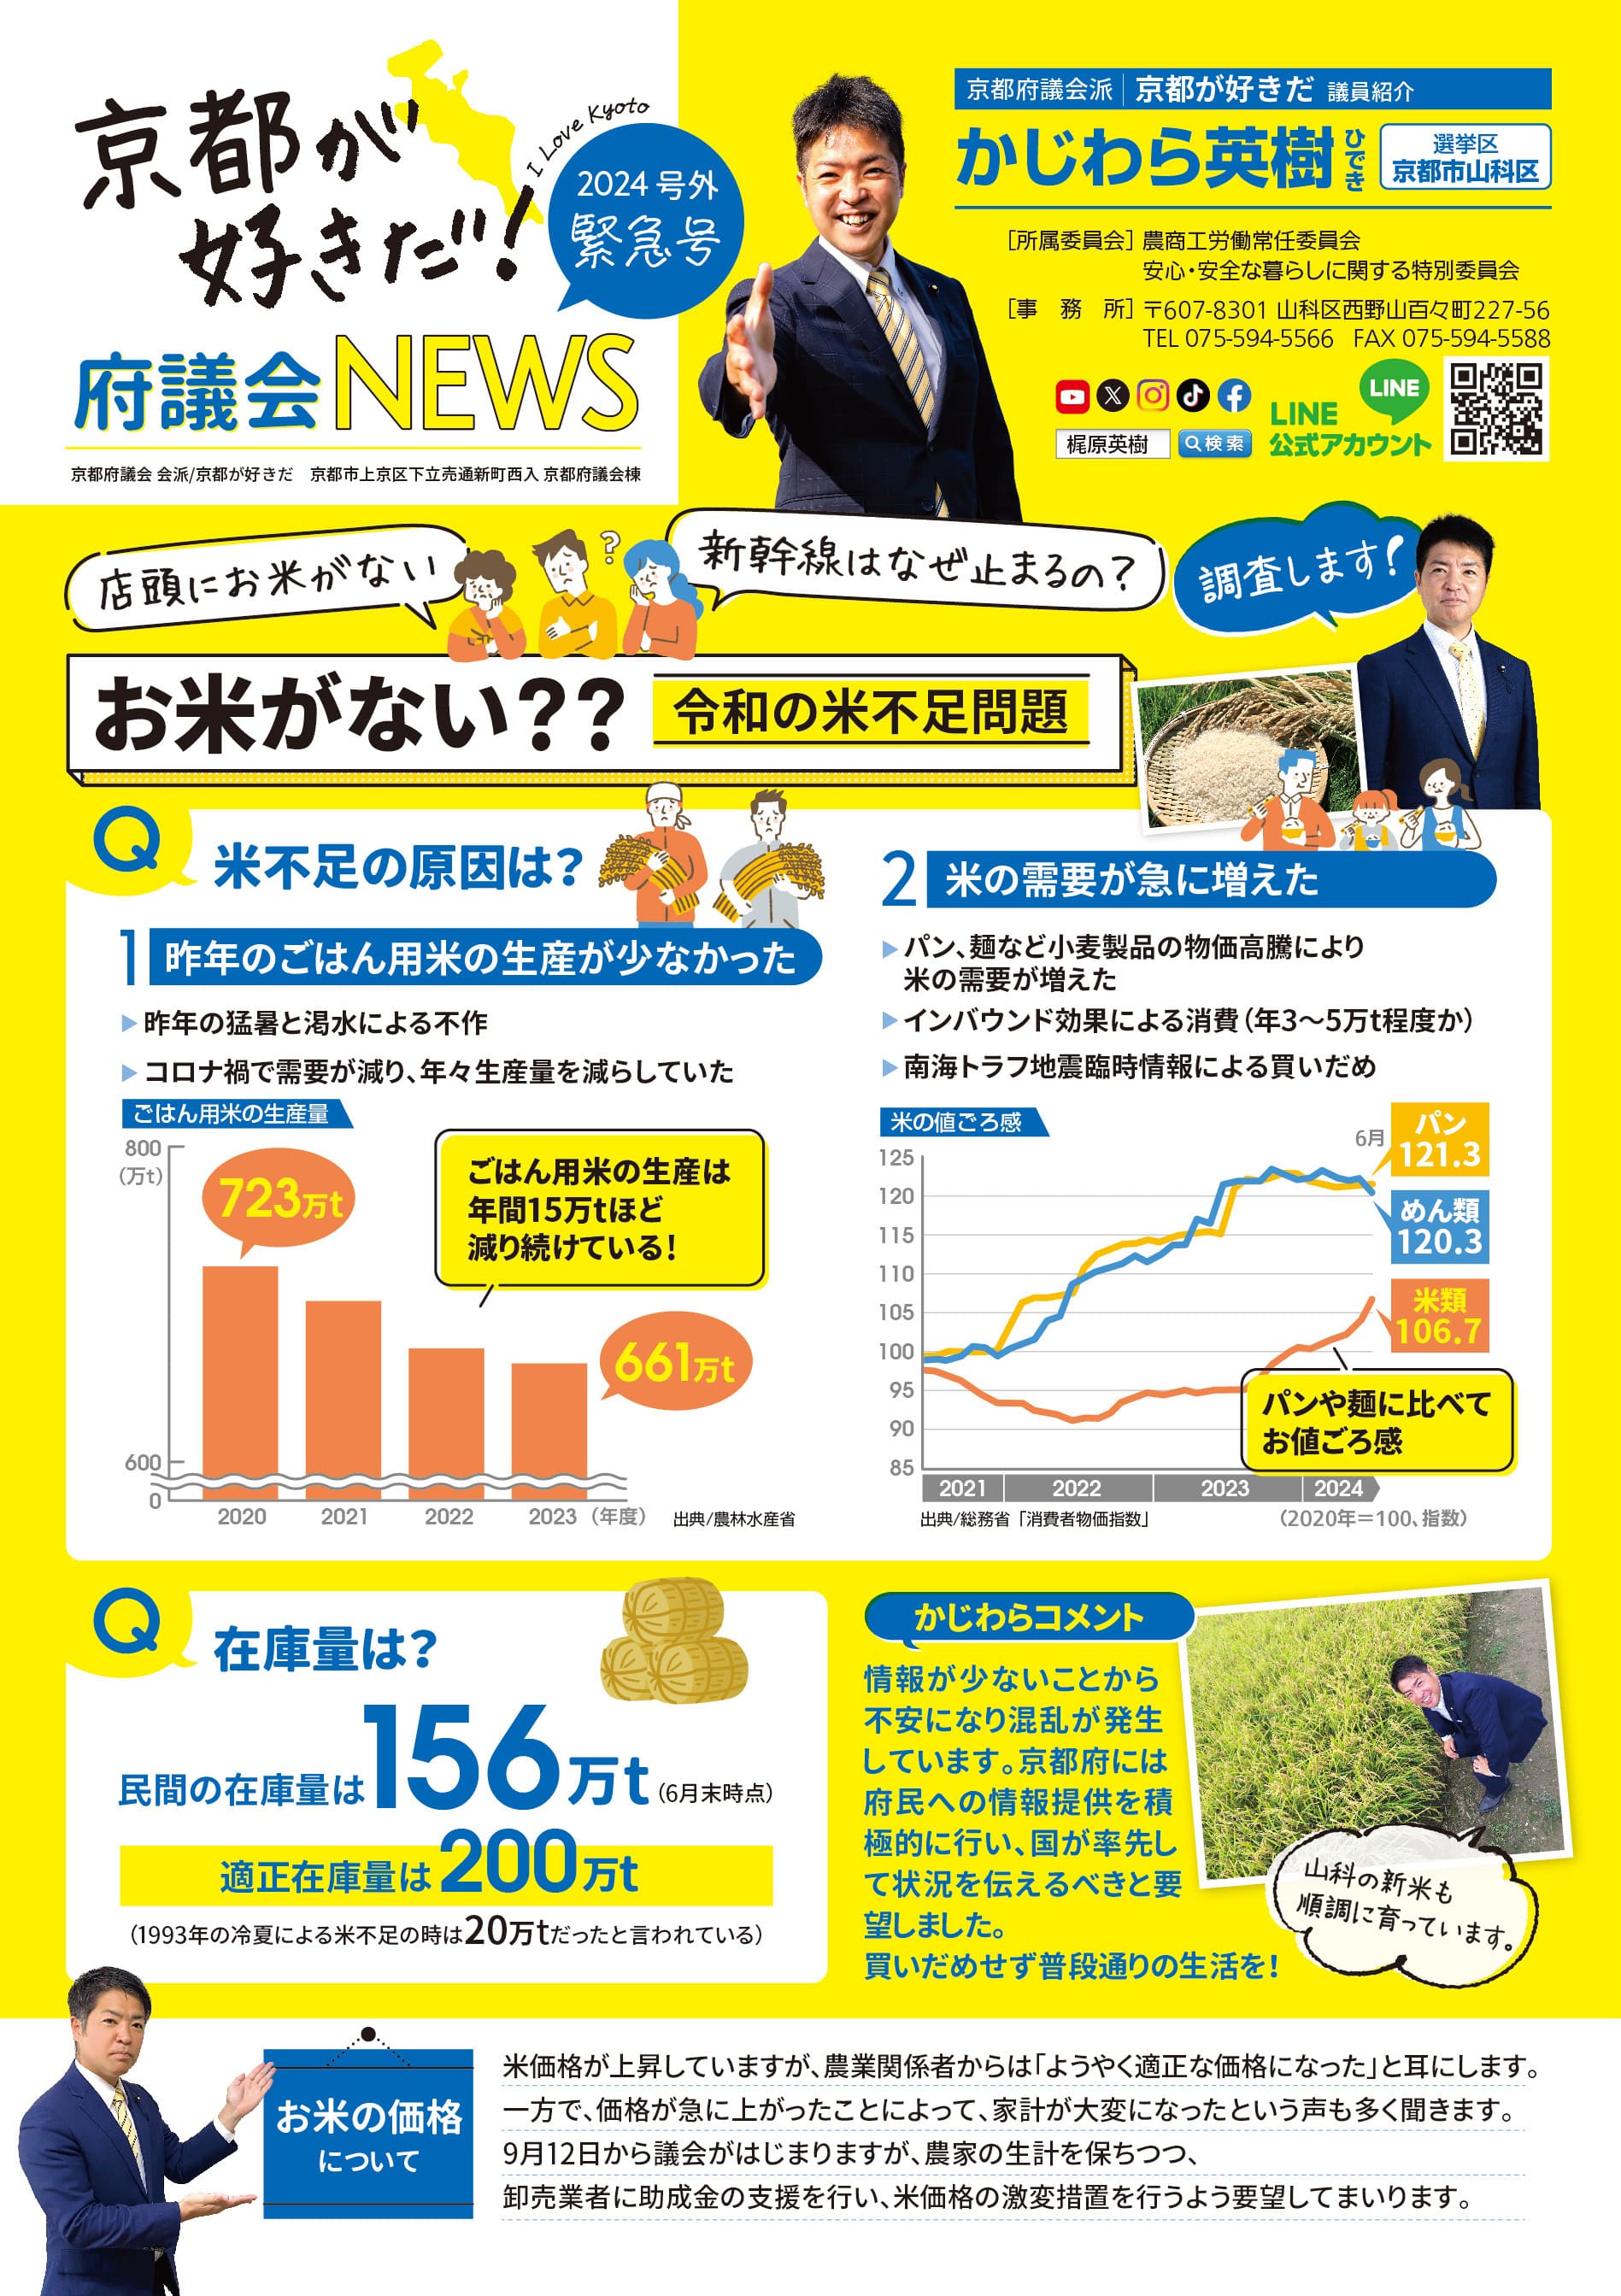 京都が
好きだ!
I Love Kyoto
2024 号外
緊急号
府議会NEWS
京都府議会 会派/京都が好きだ　京都市上京区下立売通新町西入 京都府議会棟
京都府議会派 京都が好きだ 議員紹介
かじわら英樹 ひでき
選挙区
京都市山科区
[所属委員会] 農商工労働常任委員会
安心・安全な暮らしに関する特別委員会
[事務所] 〒607-8301 山科区西野山百々町227-56
TEL 075-594-5566 FAX 075-594-5588
梶原英樹 検索
LINE
LINE
公式アカウント
店頭にお米がない
?
新幹線はなぜ止まるの?
調査します!
お米がない?? 令和の米不足問題
Q 米不足の原因は?
1 昨年のごはん用米の生産が少なかった
▶昨年の猛暑と渇水による不作
▶コロナ禍で需要が減り、年々生産量を減らしていた
ごはん用米の生産量
800
(万t)
723万t
ごはん用米の生産は
年間15万tほど
減り続けている!
661万t
600
0
2020 2021 2022 2023 (年度)
出典/農林水産省
2 米の需要が急に増えた
▶パン、麺など小麦製品の物価高騰により
米の需要が増えた
▶インバウンド効果による消費(年3〜5万t程度か)
▶南海トラフ地震臨時情報による買いだめ
米の値ごろ感
125
120
115
110
105
100
95
90
85
6月
パン
121.3
めん類
120.3
米類
106.7
パンや麺に比べて
お値ごろ感
2021 2022 2023 2024
出典/総務省「消費者物価指数」
(2020年=100、指数)
Q 在庫量は?
民間の在庫量は156万t(6月末時点)
適正在庫量は200万t
(1993年の冷夏による米不足の時は20万tだったと言われている)
かじわらコメント
情報が少ないことから
不安になり混乱が発生
しています。京都府には
府民への情報提供を積
極的に行い、国が率先し
て状況を伝えるべきと要
望しました。
買いだめせず普段通りの生活を!
山科の新米も
順調に育っています。
お米の価格
について
米価格が上昇していますが、農業関係者からは「ようやく適正な価格になった」と耳にします。
一方で、価格が急に上がったことによって、家計が大変になったという声も多く聞きます。
9月12日から議会がはじまりますが、農家の生計を保ちつつ、
卸売業者に助成金の支援を行い、米価格の激変措置を行うよう要望してまいります。